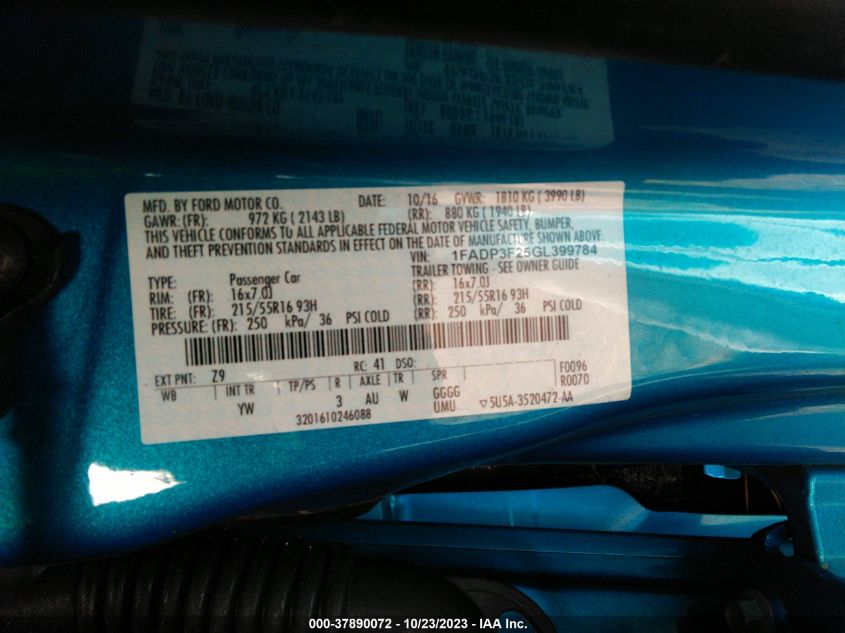 MFD. BY FORD MOTOR CO. DATE: 10/16 GVWR: 1810 KG ( 3990 LB)
GAWR: (FR): 972 KG ( 2143 LB) (RR): 880 KG ( 1940 LB)
THIS VEHICLE CONFORMS TO ALL APPLICABLE FEDERAL MOTOR VEHICLE SAFETY, BUMPER,
AND THEFT PREVENTION STANDARDS IN EFFECT ON THE DATE OF MANUFACTURE SHOWN ABOVE
VIN: 1FADP3F25GL399784
TYPE: Passenger Car TRAILER TOWING - SEE OWNER GUIDE
RIM: (FR): 16x7.0J (RR): 16x7.0J
TIRE: (FR): 215/55R16 93H (RR): 215/55R16 93H
PRESSURE: (FR): 250 kPa/ 36 PSI COLD (RR): 250 kPa/ 36 PSI COLD
EXT PNT: Z9 RC: 41 DSO: F0096
WB INT TR TP/PS R AXLE TR SPR R0070
YW 3 AU W GGGG
UMU ▽5U5A-3520472-AA
3201610246088
000-37890072 - 10/23/2023 - IAA Inc.